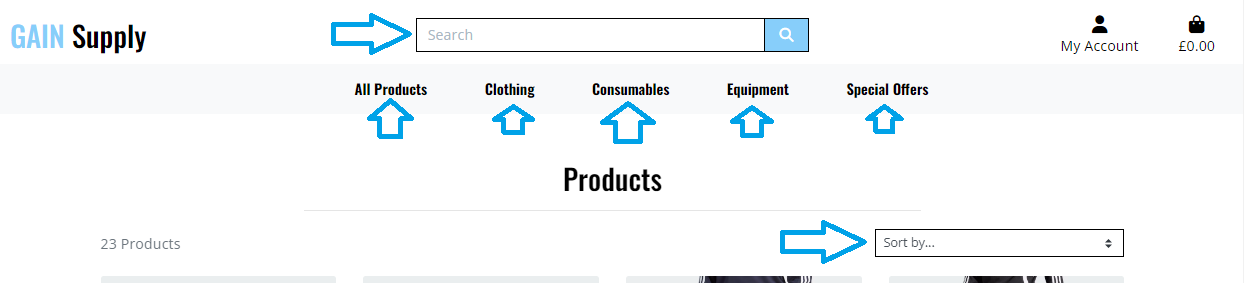 GAIN Supply
Search
My Account
£0.00
All Products
Clothing
Consumables
Equipment
Special Offers
Products
23 Products
Sort by...